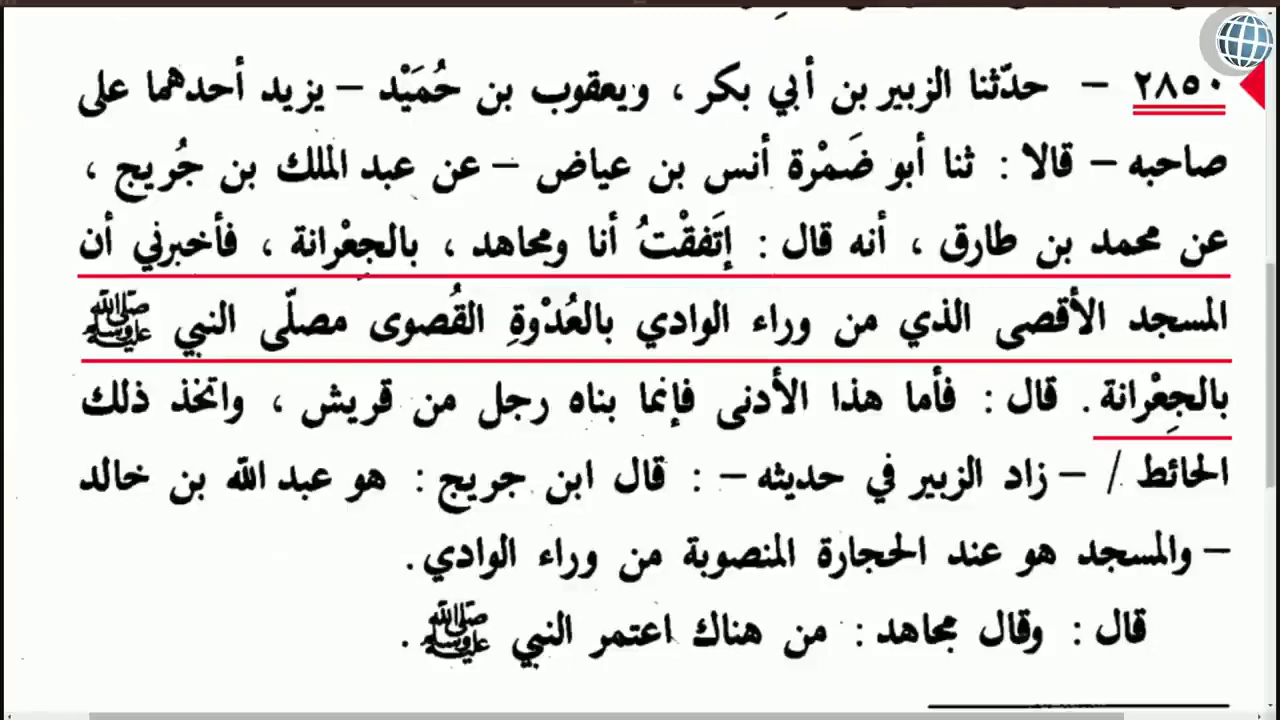 ٢٨٥٠ – حدّثنا الزبير بن أبي بكر ، ويعقوب بن حُمَيْد – يزيد أحدهما على
صاحبه – قالا : ثنا أبو ضَمْرة أنس بن عياض – عن عبد الملك بن جُريج ،
عن محمد بن طارق ، أنه قال : إتَفقْتُ أنا ومجاهد ، بالجِعْرانة ، فأخبرني أن
المسجد الأقصى الذي من وراء الوادي بالعُدْوةِ القُصوى مصلّى النبي ﷺ
بالجِعْرانة . قال : فأما هذا الأدنى فإنما بناه رجل من قريش ، واتخذ ذلك
الحائط / – زاد الزبير في حديثه – : قال ابن جريج : هو عبد الله بن خالد
– والمسجد هو عند الحجارة المنصوبة من وراء الوادي .
قال : وقال مجاهد : من هناك اعتمر النبي ﷺ .